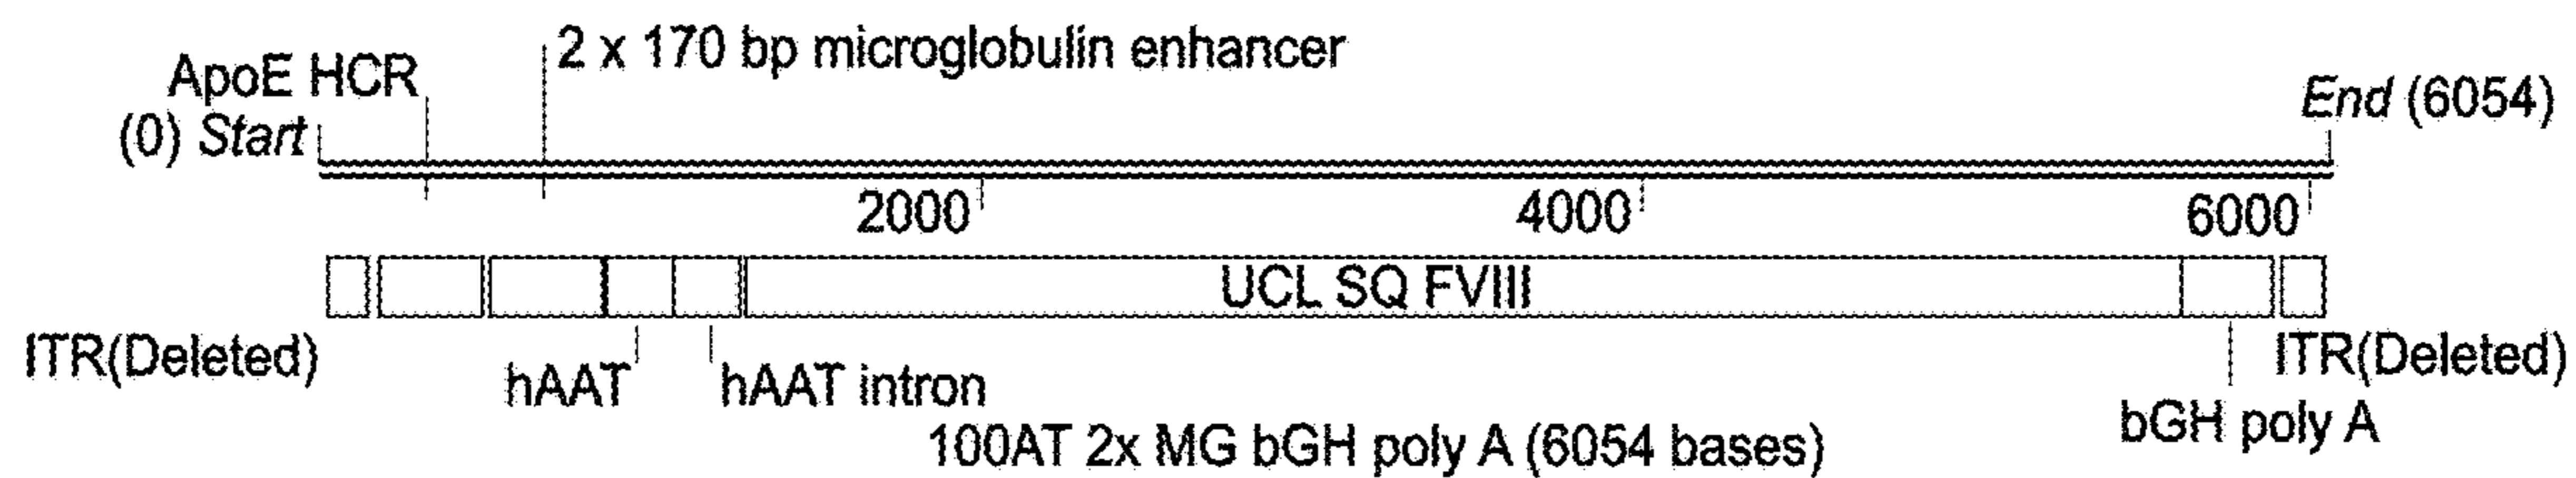 2 x 170 bp microglobulin enhancer
ApoE HCR
(0) Start
End (6054)
2000
4000
6000
UCL SQ FVIII
ITR(Deleted)
hAAT
hAAT intron
ITR(Deleted)
bGH poly A
100AT 2x MG bGH poly A (6054 bases)